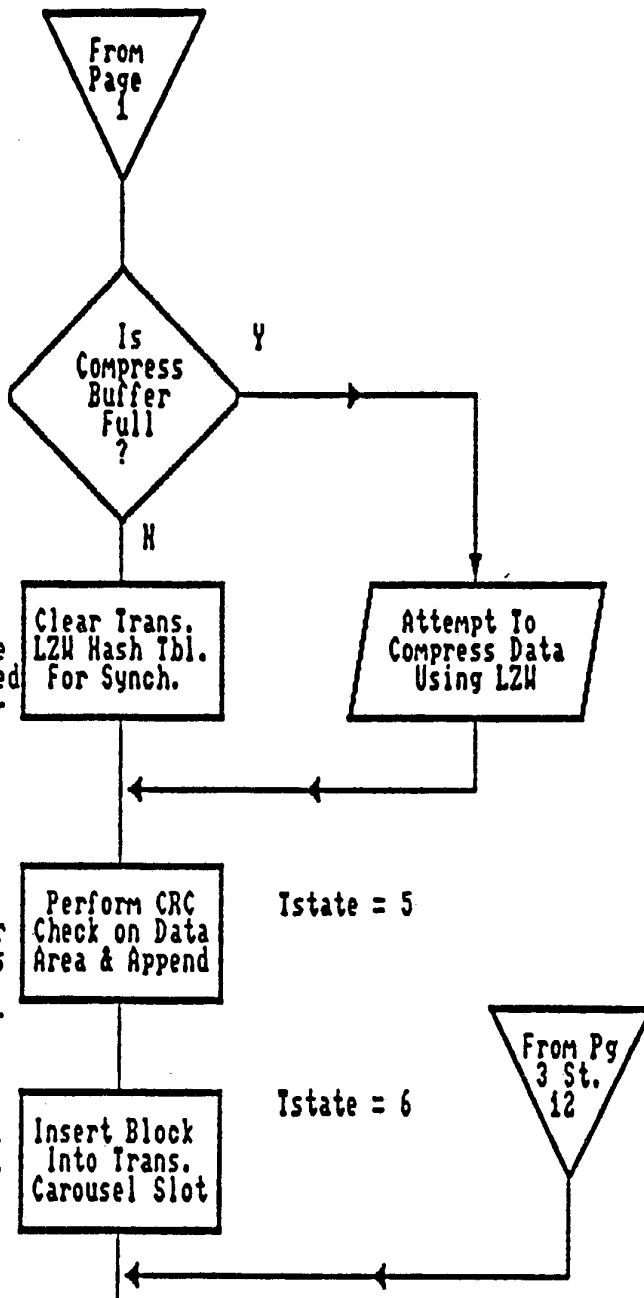 From
Page
1
Is
Compress
Buffer
Full
?
Y
N
Clear Trans.
LZW Hash Tbl.
For Synch.
Attempt To
Compress Data
Using LZW
Perform CRC
Check on Data
Area & Append
Tstate = 5
From Pg
3 St.
12
Insert Block
Into Trans.
Carousel Slot
Tstate = 6